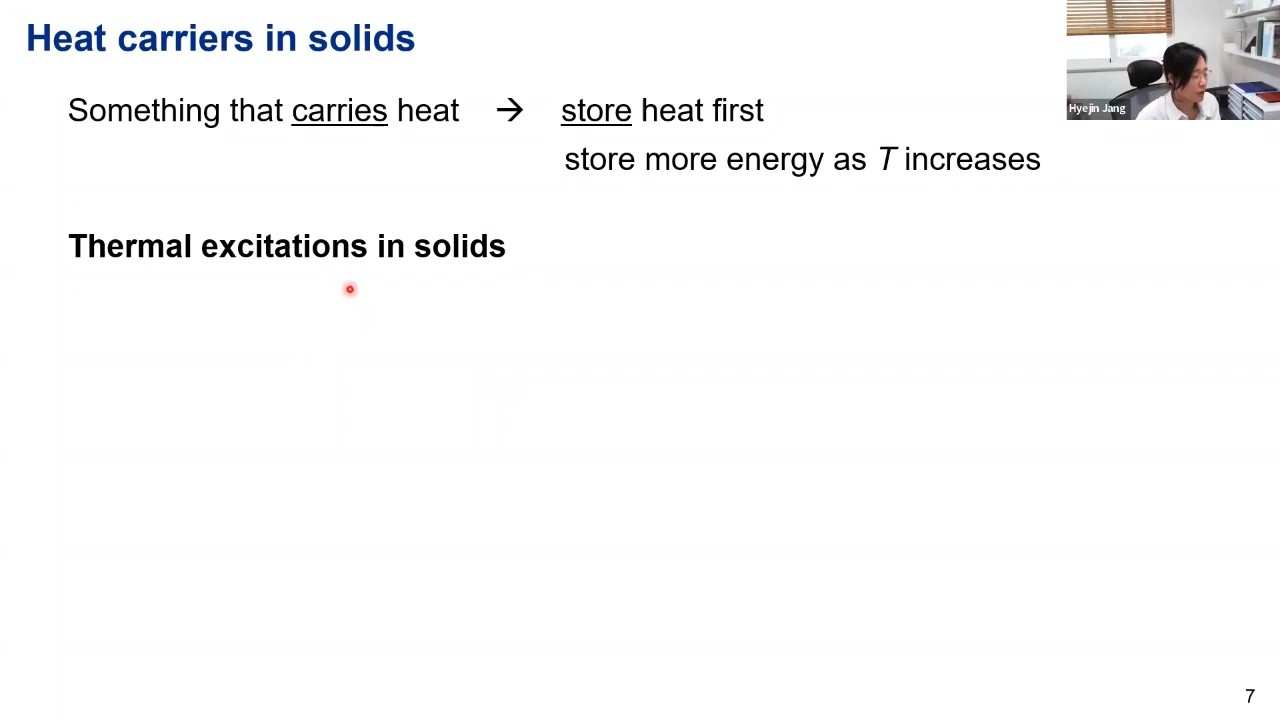 Heat carriers in solids
Something that carries heat → store heat first
store more energy as T increases
Thermal excitations in solids
Hyejin Jang
7